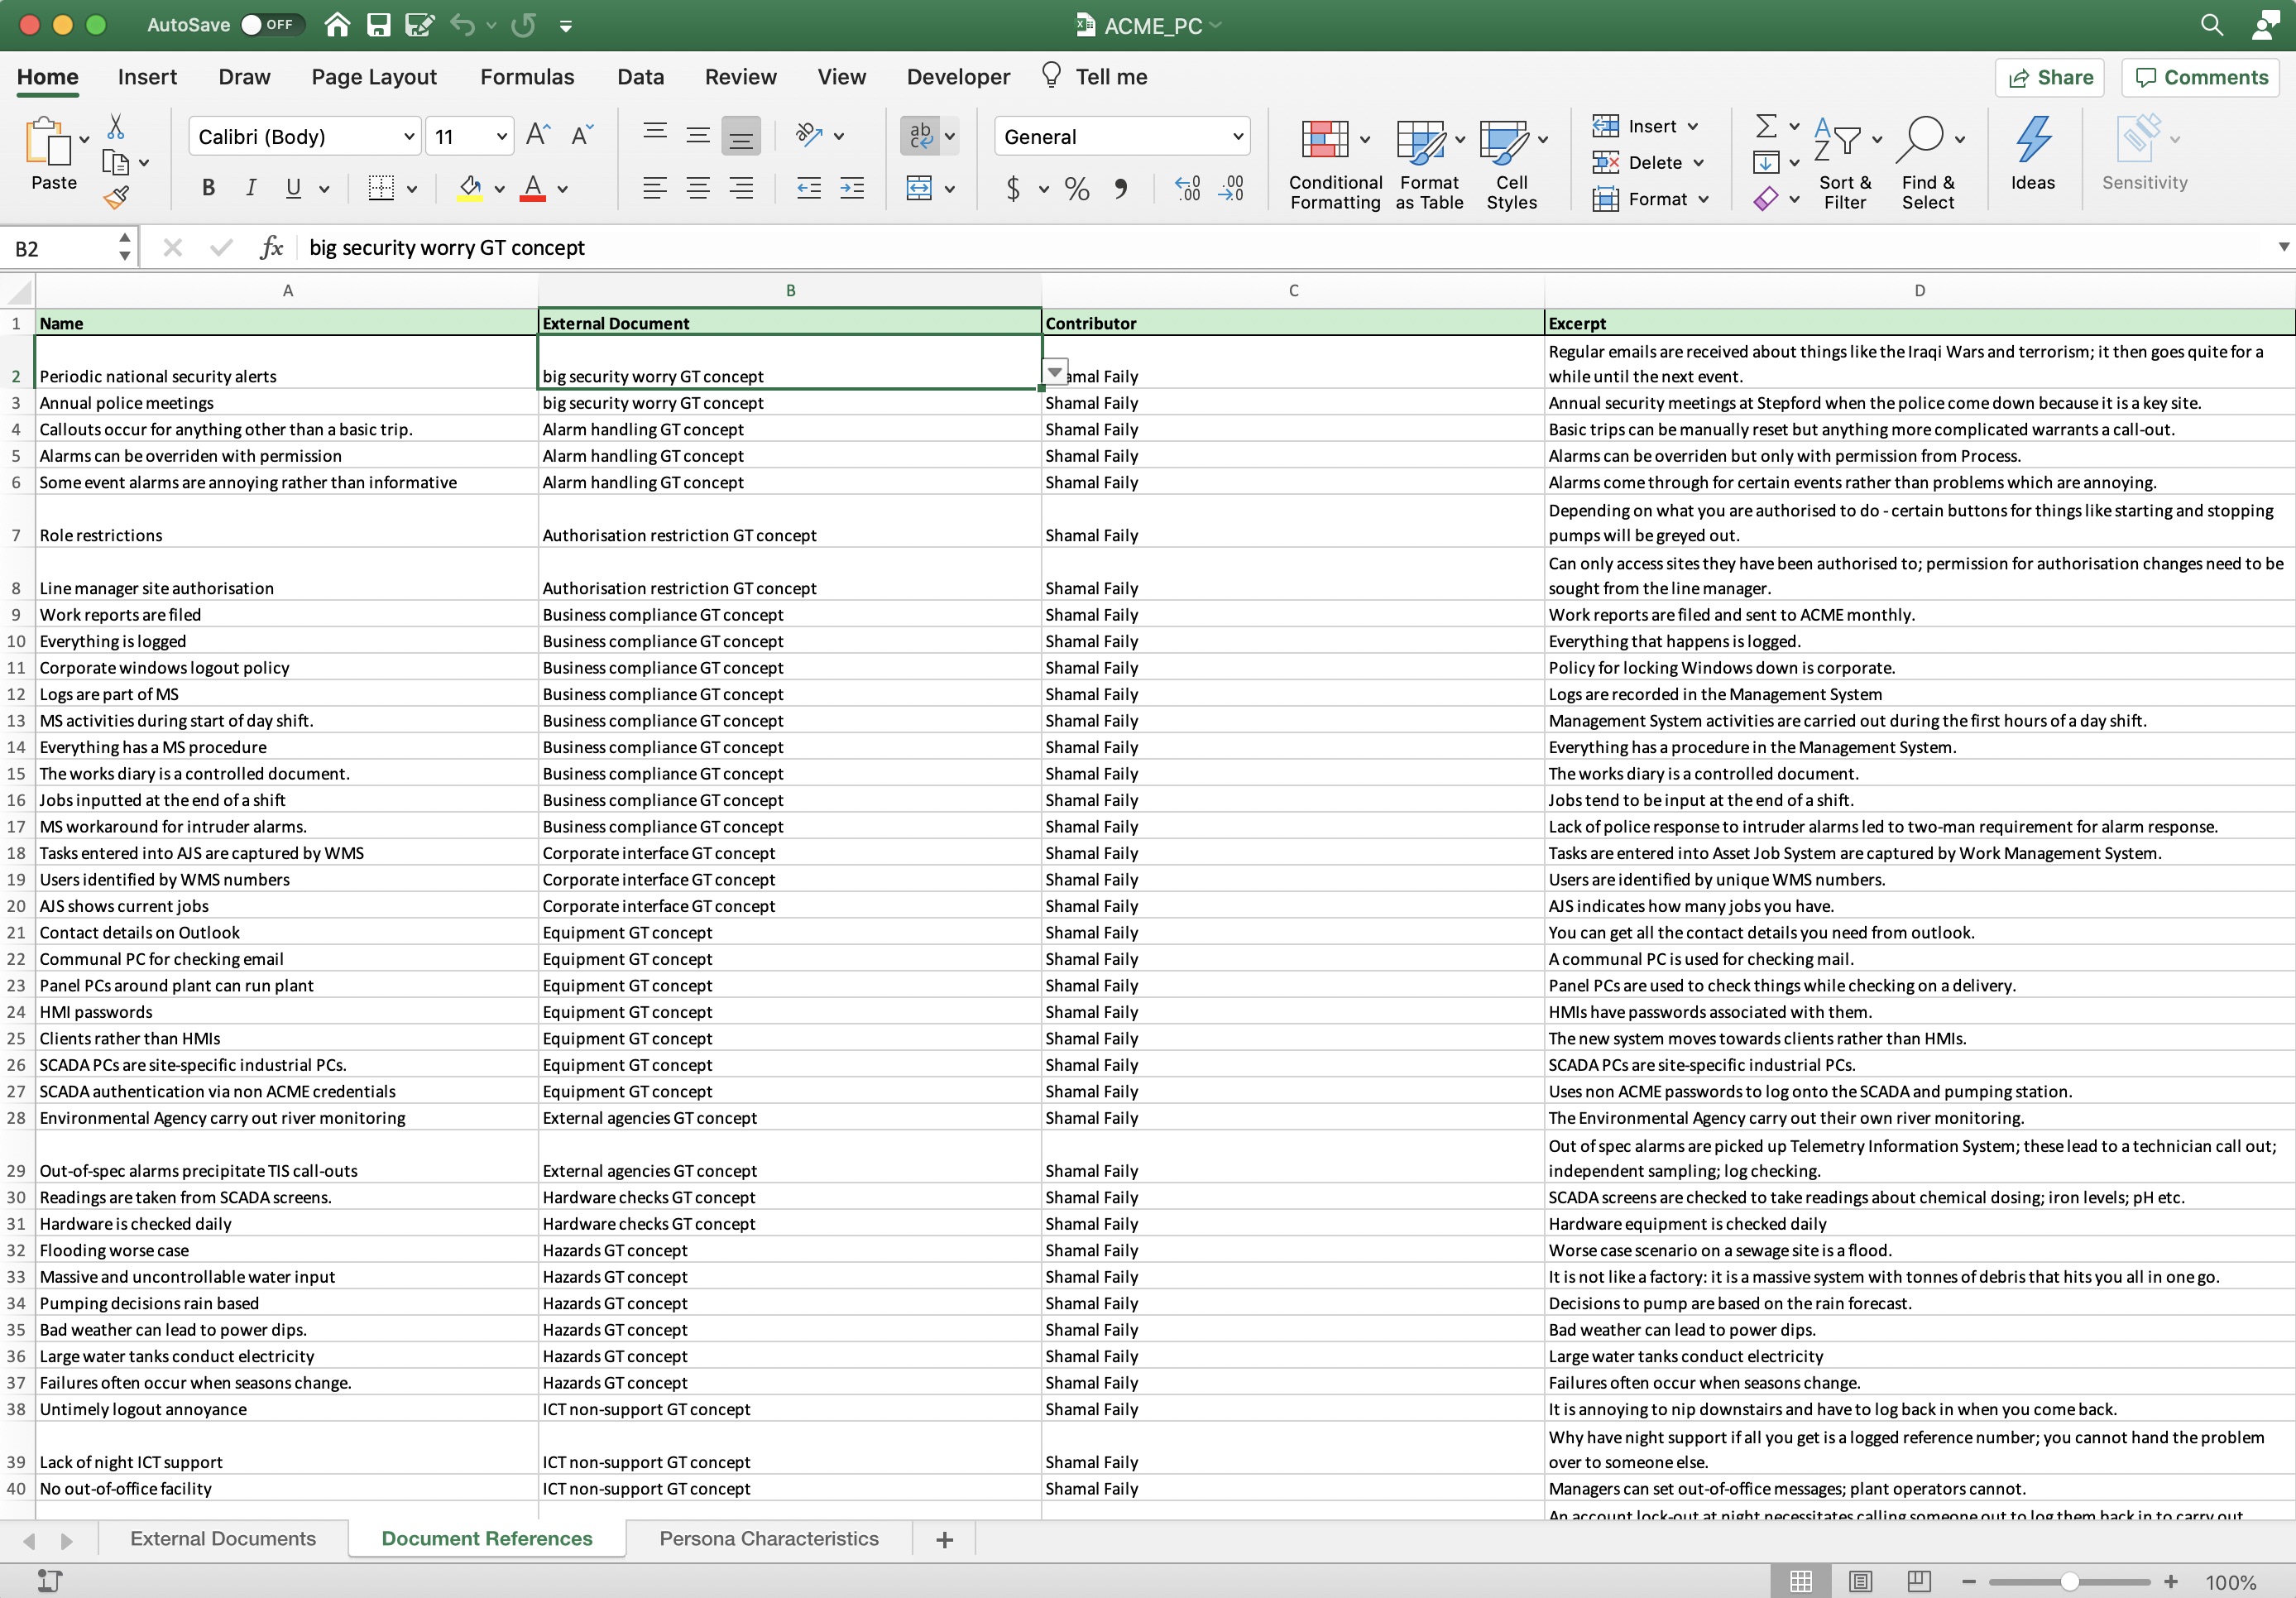 AutoSave OFF ACME_PC
Home Insert Draw Page Layout Formulas Data Review View Developer Tell me Share Comments
Paste Calibri (Body) 11 General Conditional Formatting Format as Table Cell Styles Insert Delete Format Sort & Filter Find & Select Ideas Sensitivity
B2 fx big security worry GT concept
A B C D
1 Name External Document Contributor Excerpt
2 Periodic national security alerts big security worry GT concept amal Faily Regular emails are received about things like the Iraqi Wars and terrorism; it then goes quite for a
while until the next event.
3 Annual police meetings big security worry GT concept Shamal Faily Annual security meetings at Stepford when the police come down because it is a key site.
4 Callouts occur for anything other than a basic trip. Alarm handling GT concept Shamal Faily Basic trips can be manually reset but anything more complicated warrants a call-out.
5 Alarms can be overriden with permission Alarm handling GT concept Shamal Faily Alarms can be overriden but only with permission from Process.
6 Some event alarms are annoying rather than informative Alarm handling GT concept Shamal Faily Alarms come through for certain events rather than problems which are annoying.
7 Role restrictions Authorisation restriction GT concept Shamal Faily Depending on what you are authorised to do - certain buttons for things like starting and stopping
pumps will be greyed out.
8 Line manager site authorisation Authorisation restriction GT concept Shamal Faily Can only access sites they have been authorised to; permission for authorisation changes need to be
sought from the line manager.
9 Work reports are filed Business compliance GT concept Shamal Faily Work reports are filed and sent to ACME monthly.
10 Everything is logged Business compliance GT concept Shamal Faily Everything that happens is logged.
11 Corporate windows logout policy Business compliance GT concept Shamal Faily Policy for locking Windows down is corporate.
12 Logs are part of MS Business compliance GT concept Shamal Faily Logs are recorded in the Management System
13 MS activities during start of day shift. Business compliance GT concept Shamal Faily Management System activities are carried out during the first hours of a day shift.
14 Everything has a MS procedure Business compliance GT concept Shamal Faily Everything has a procedure in the Management System.
15 The works diary is a controlled document. Business compliance GT concept Shamal Faily The works diary is a controlled document.
16 Jobs inputted at the end of a shift Business compliance GT concept Shamal Faily Jobs tend to be input at the end of a shift.
17 MS workaround for intruder alarms. Business compliance GT concept Shamal Faily Lack of police response to intruder alarms led to two-man requirement for alarm response.
18 Tasks entered into AJS are captured by WMS Corporate interface GT concept Shamal Faily Tasks are entered into Asset Job System are captured by Work Management System.
19 Users identified by WMS numbers Corporate interface GT concept Shamal Faily Users are identified by unique WMS numbers.
20 AJS shows current jobs Corporate interface GT concept Shamal Faily AJS indicates how many jobs you have.
21 Contact details on Outlook Equipment GT concept Shamal Faily You can get all the contact details you need from outlook.
22 Communal PC for checking email Equipment GT concept Shamal Faily A communal PC is used for checking mail.
23 Panel PCs around plant can run plant Equipment GT concept Shamal Faily Panel PCs are used to check things while checking on a delivery.
24 HMI passwords Equipment GT concept Shamal Faily HMIs have passwords associated with them.
25 Clients rather than HMIs Equipment GT concept Shamal Faily The new system moves towards clients rather than HMIs.
26 SCADA PCs are site-specific industrial PCs. Equipment GT concept Shamal Faily SCADA PCs are site-specific industrial PCs.
27 SCADA authentication via non ACME credentials Equipment GT concept Shamal Faily Uses non ACME passwords to log onto the SCADA and pumping station.
28 Environmental Agency carry out river monitoring External agencies GT concept Shamal Faily The Environmental Agency carry out their own river monitoring.
29 Out-of-spec alarms precipitate TIS call-outs External agencies GT concept Shamal Faily Out of spec alarms are picked up Telemetry Information System; these lead to a technician call out;
independent sampling; log checking.
30 Readings are taken from SCADA screens. Hardware checks GT concept Shamal Faily SCADA screens are checked to take readings about chemical dosing; iron levels; pH etc.
31 Hardware is checked daily Hardware checks GT concept Shamal Faily Hardware equipment is checked daily
32 Flooding worse case Hazards GT concept Shamal Faily Worse case scenario on a sewage site is a flood.
33 Massive and uncontrollable water input Hazards GT concept Shamal Faily It is not like a factory: it is a massive system with tonnes of debris that hits you all in one go.
34 Pumping decisions rain based Hazards GT concept Shamal Faily Decisions to pump are based on the rain forecast.
35 Bad weather can lead to power dips. Hazards GT concept Shamal Faily Bad weather can lead to power dips.
36 Large water tanks conduct electricity Hazards GT concept Shamal Faily Large water tanks conduct electricity
37 Failures often occur when seasons change. Hazards GT concept Shamal Faily Failures often occur when seasons change.
38 Untimely logout annoyance ICT non-support GT concept Shamal Faily It is annoying to nip downstairs and have to log back in when you come back.
39 Lack of night ICT support ICT non-support GT concept Shamal Faily Why have night support if all you get is a logged reference number; you cannot hand the problem
over to someone else.
40 No out-of-office facility ICT non-support GT concept Shamal Faily Managers can set out-of-office messages; plant operators cannot.
An account lock-out at night necessitates calling someone out to log them back in to carry out
External Documents Document References Persona Characteristics +
100%